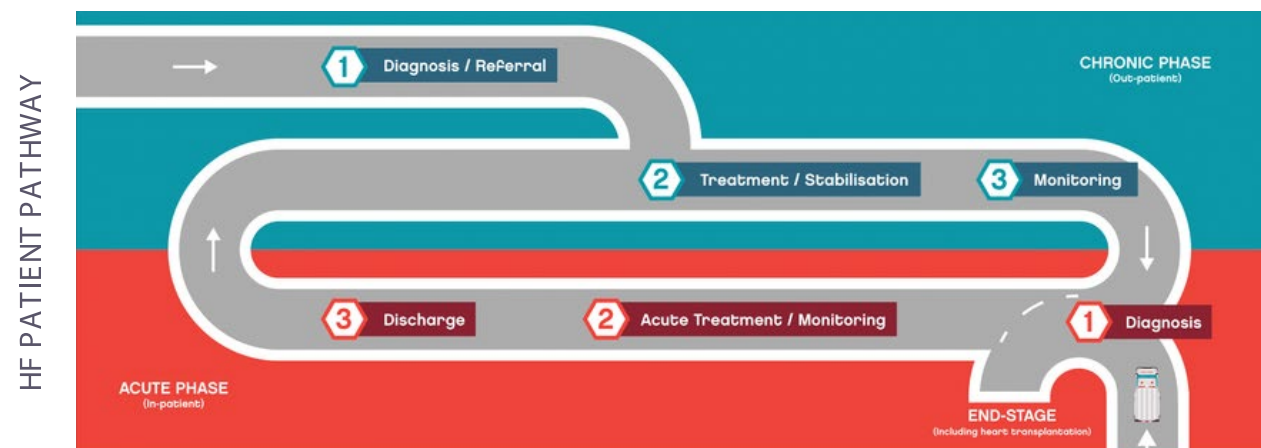 HF PATIENT PATHWAY
1 Diagnosis / Referral
CHRONIC PHASE
(Out-patient)
2 Treatment / Stabilisation
3 Monitoring
3 Discharge
2 Acute Treatment / Monitoring
1 Diagnosis
ACUTE PHASE
(In-patient)
END-STAGE
(Including heart transplantation)